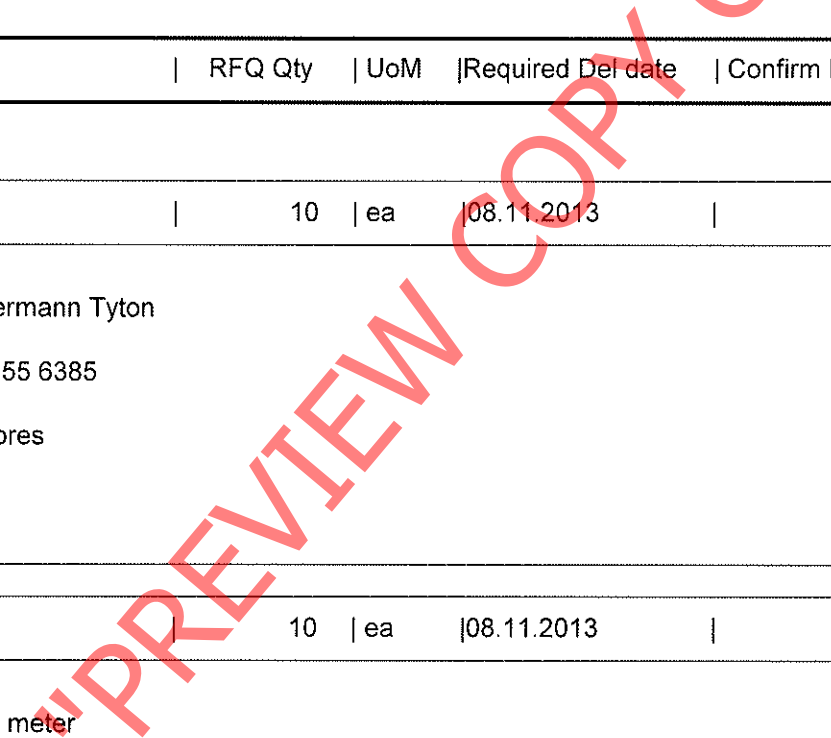 | RFQ Qty | UoM |Required Del date | Confirm
| 10 | ea |08.11.2013 |
ermann Tyton
55 6385
ores
| 10 | ea |08.11.2013 |
meter
"PREVIEW COPY